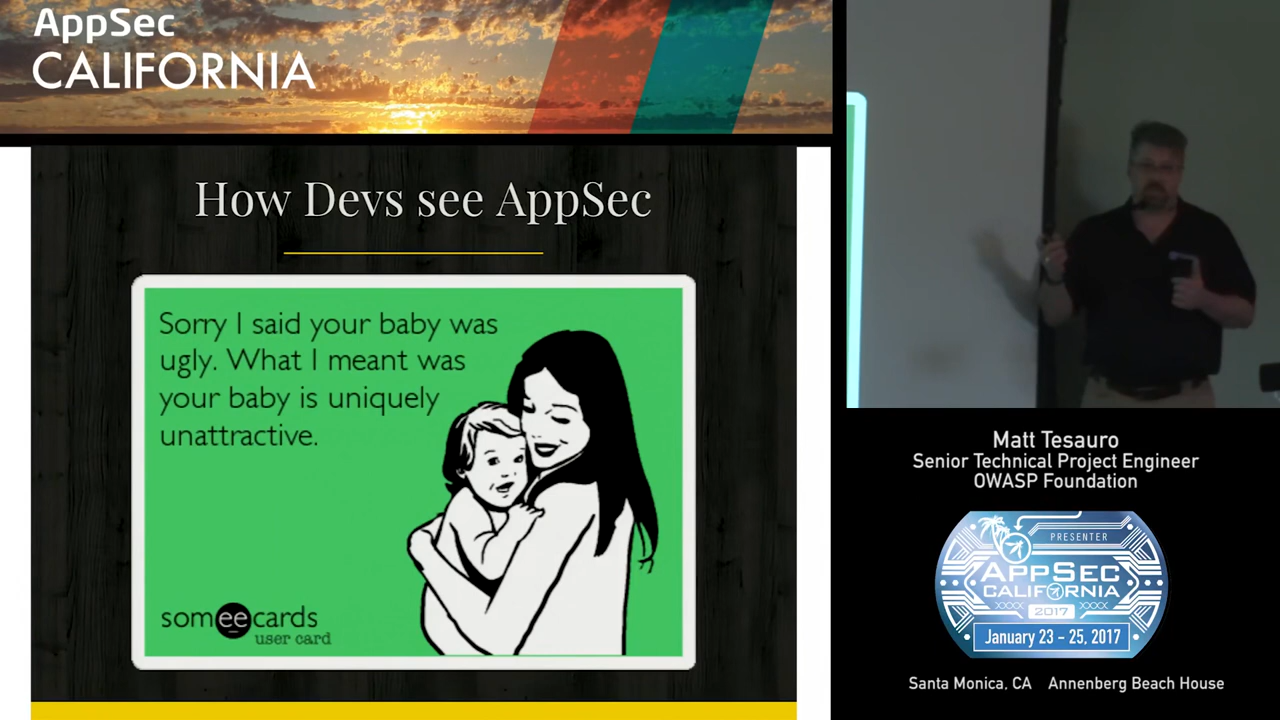 AppSec
CALIFORNIA
How Devs see AppSec
Sorry I said your baby was
ugly. What I meant was
your baby is uniquely
unattractive.
someecards
user card
Matt Tesauro
Senior Technical Project Engineer
OWASP Foundation
PRESENTER
APPSEC
CALIFORNIA
XXXX 2017 XXXX
January 23 - 25, 2017
Santa Monica, CA Annenberg Beach House